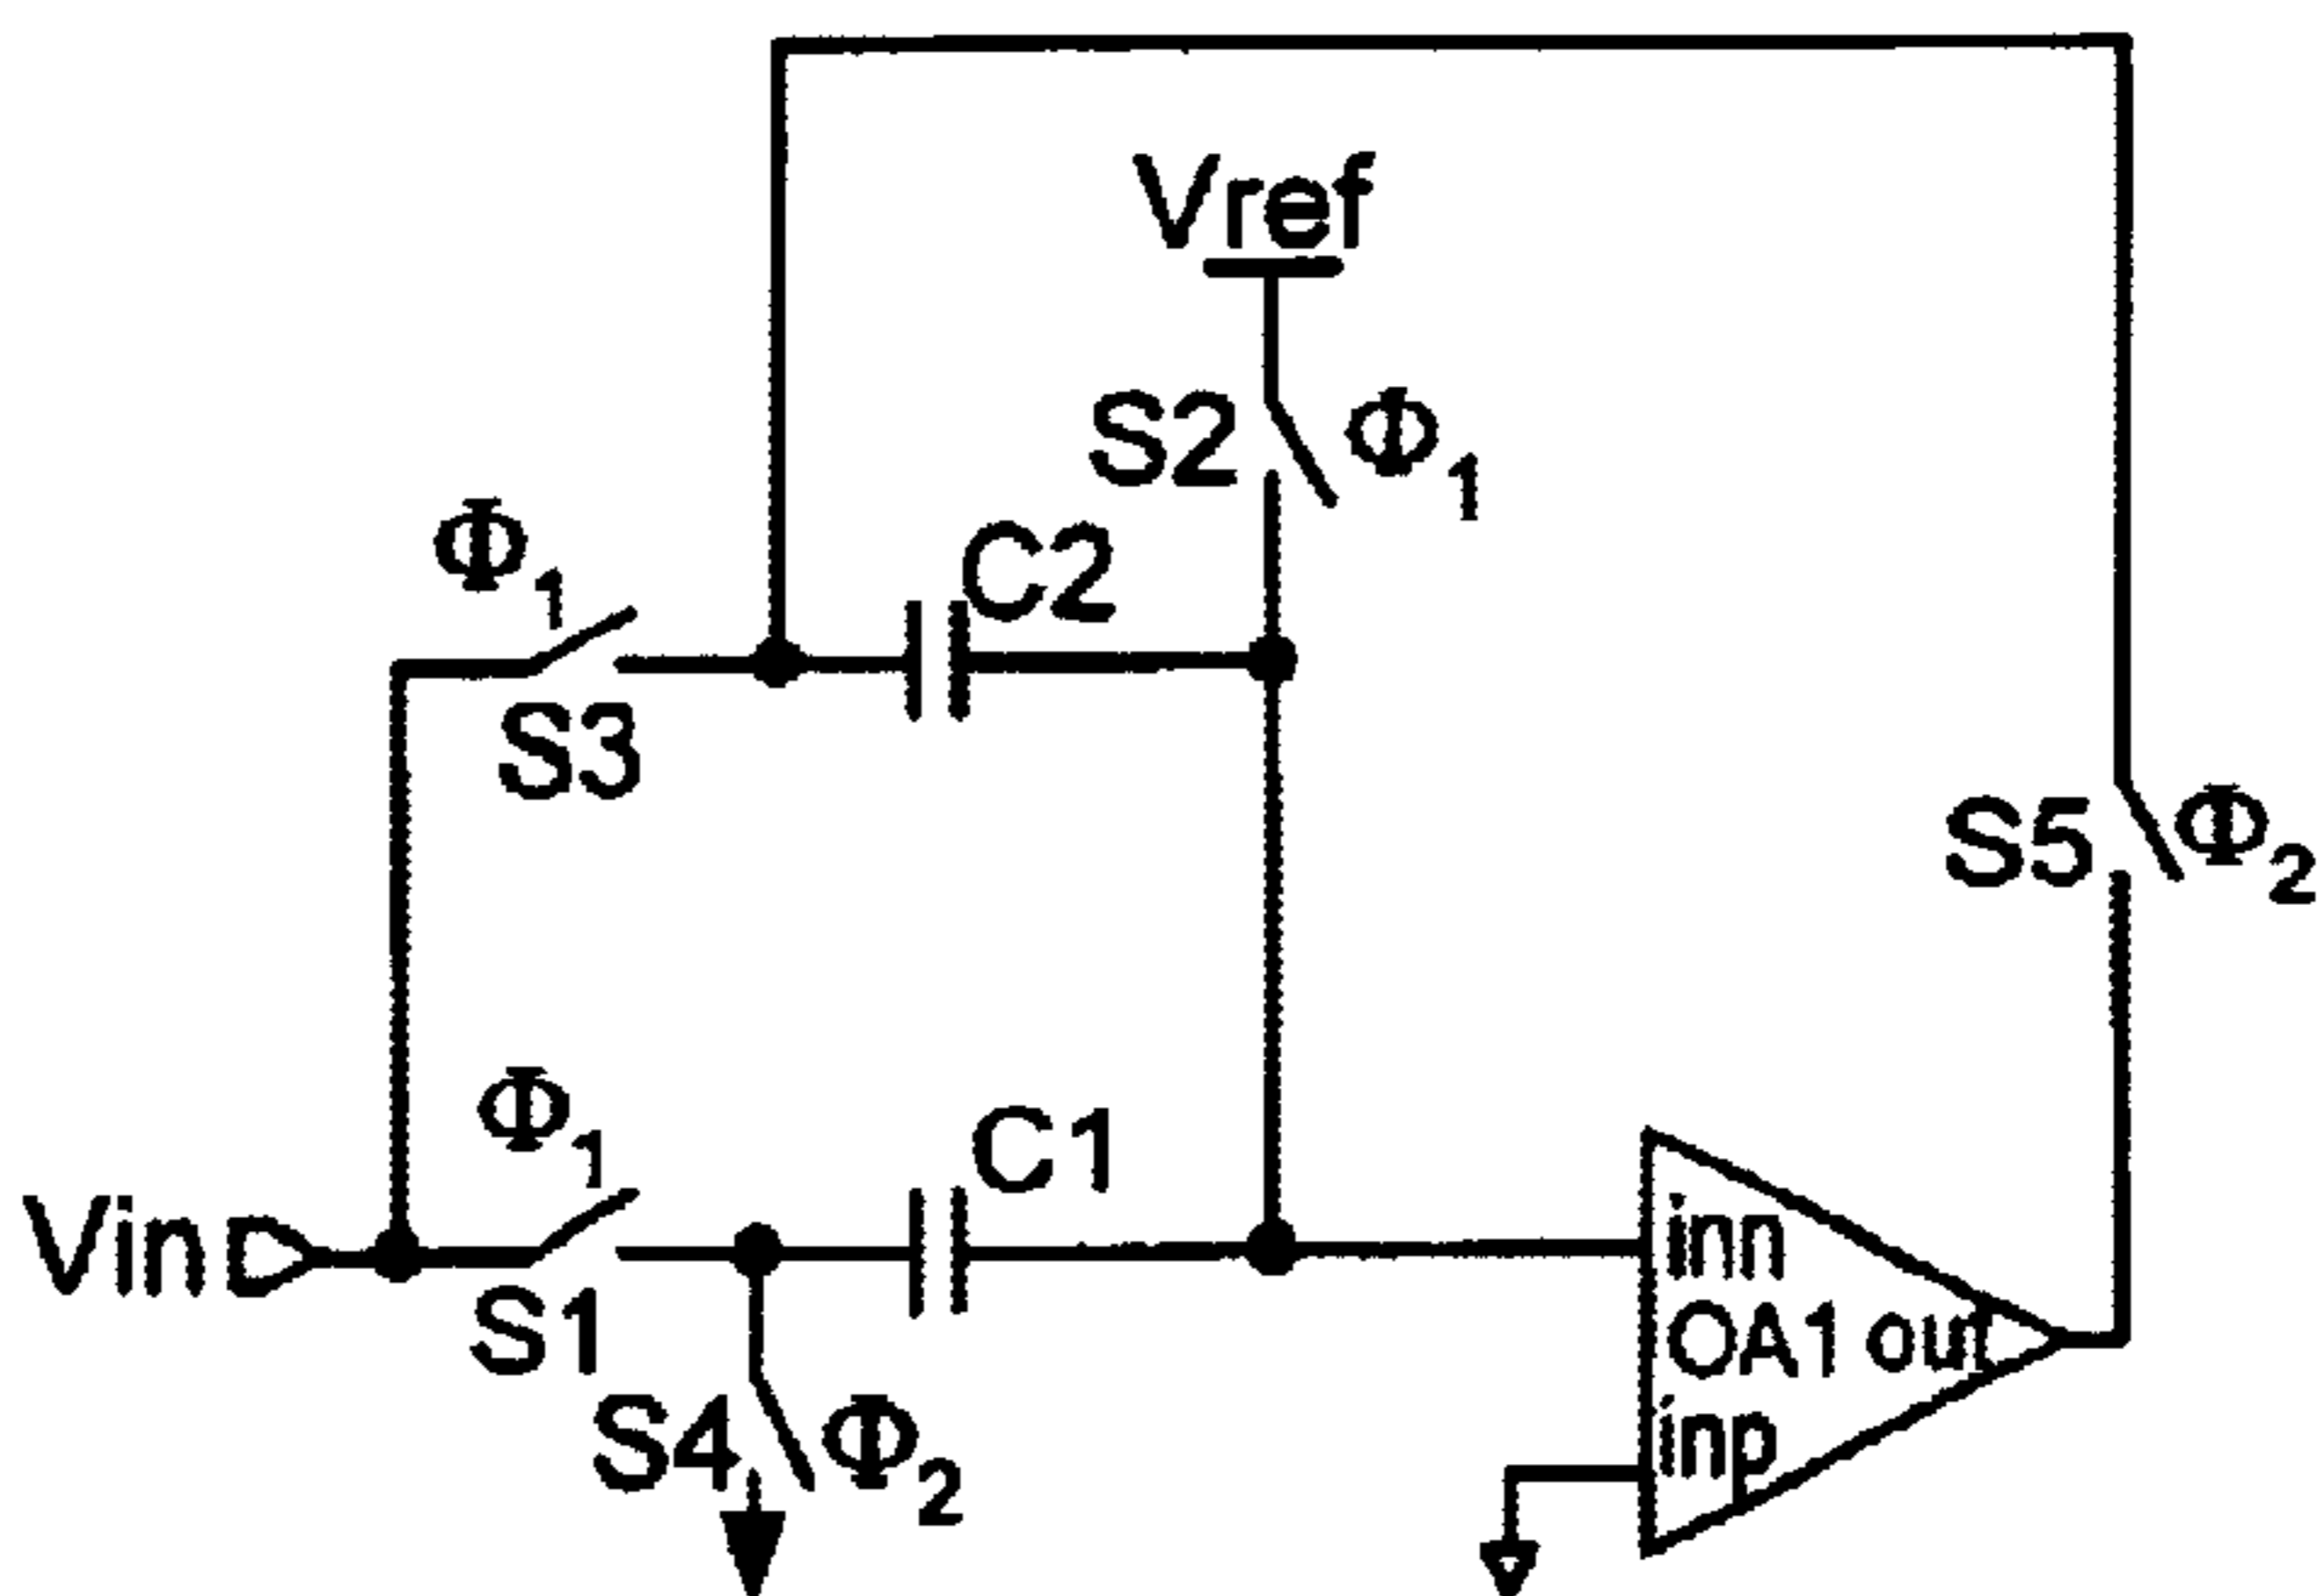 Vref
S2 Φ1
Φ1 C2
S3
S5 Φ2
Φ1 C1
Vin
S1
inn
OA1 out
S4 Φ2
inp